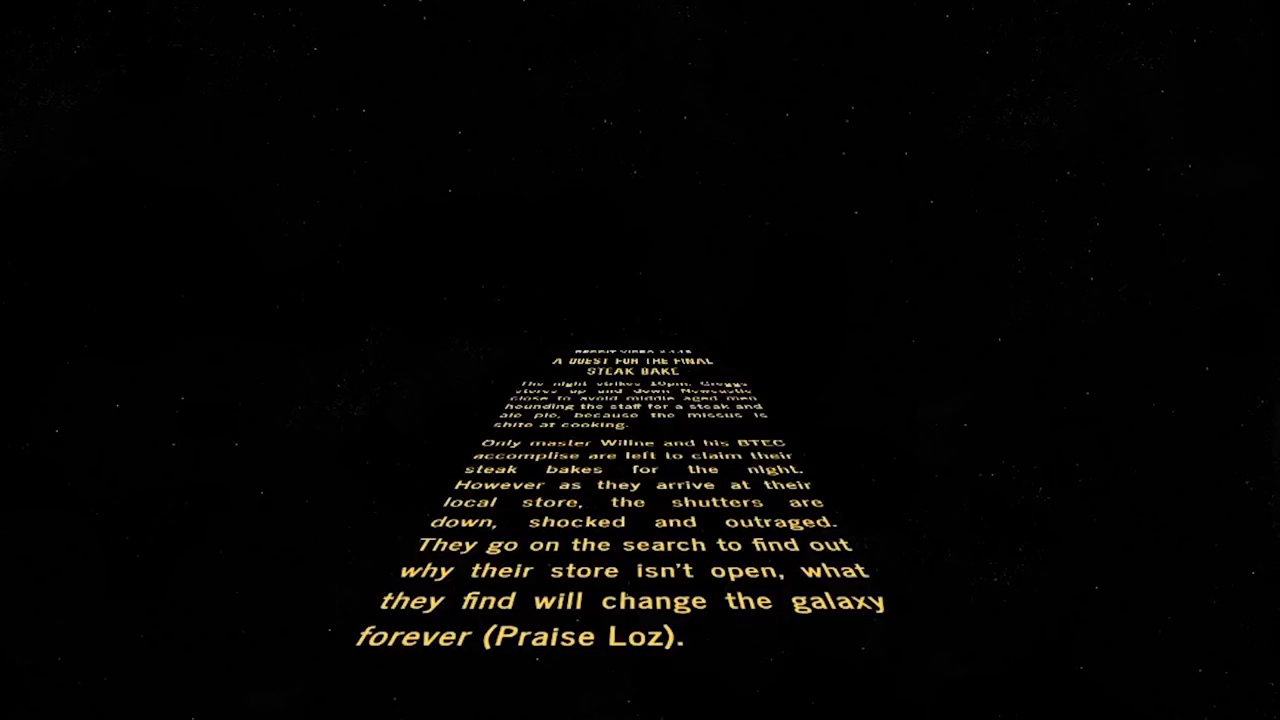 A QUEST FOR THE FINAL
STEAK BAKE
The night strikes 10pm. Greggs
stores up and down Newcastle
close to avoid middle aged men
hounding the staff for a steak and
ale pie, because the missus is
shite at cooking.
Only master Willne and his BTEC
accomplise are left to claim their
steak bakes for the night.
However as they arrive at their
local store, the shutters are
down, shocked and outraged.
They go on the search to find out
why their store isn't open, what
they find will change the galaxy
forever (Praise Loz).